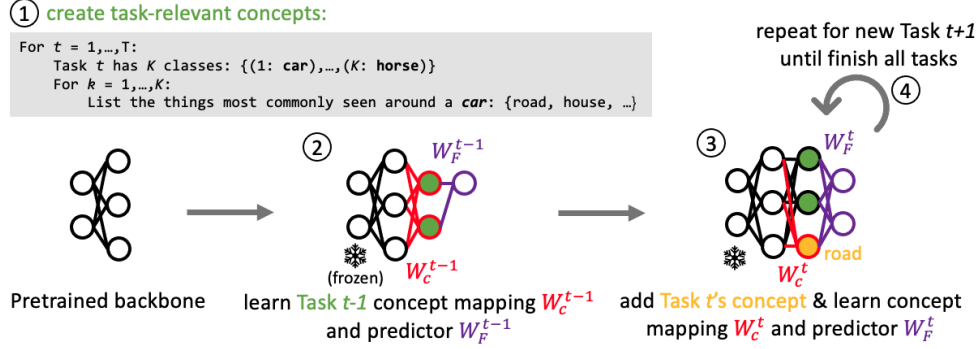 ① create task-relevant concepts:
For t = 1,…,T:
Task t has K classes: {(1: car),…,(K: horse)}
For k = 1,…,K:
List the things most commonly seen around a car: {road, house, …}
repeat for new Task t+1
until finish all tasks
④
②
W_F^{t−1}
③
W_F^t
(frozen)
W_c^{t−1}
road
W_c^t
Pretrained backbone
learn Task t-1 concept mapping W_c^{t−1}
and predictor W_F^{t−1}
add Task t's concept & learn concept
mapping W_c^t and predictor W_F^t